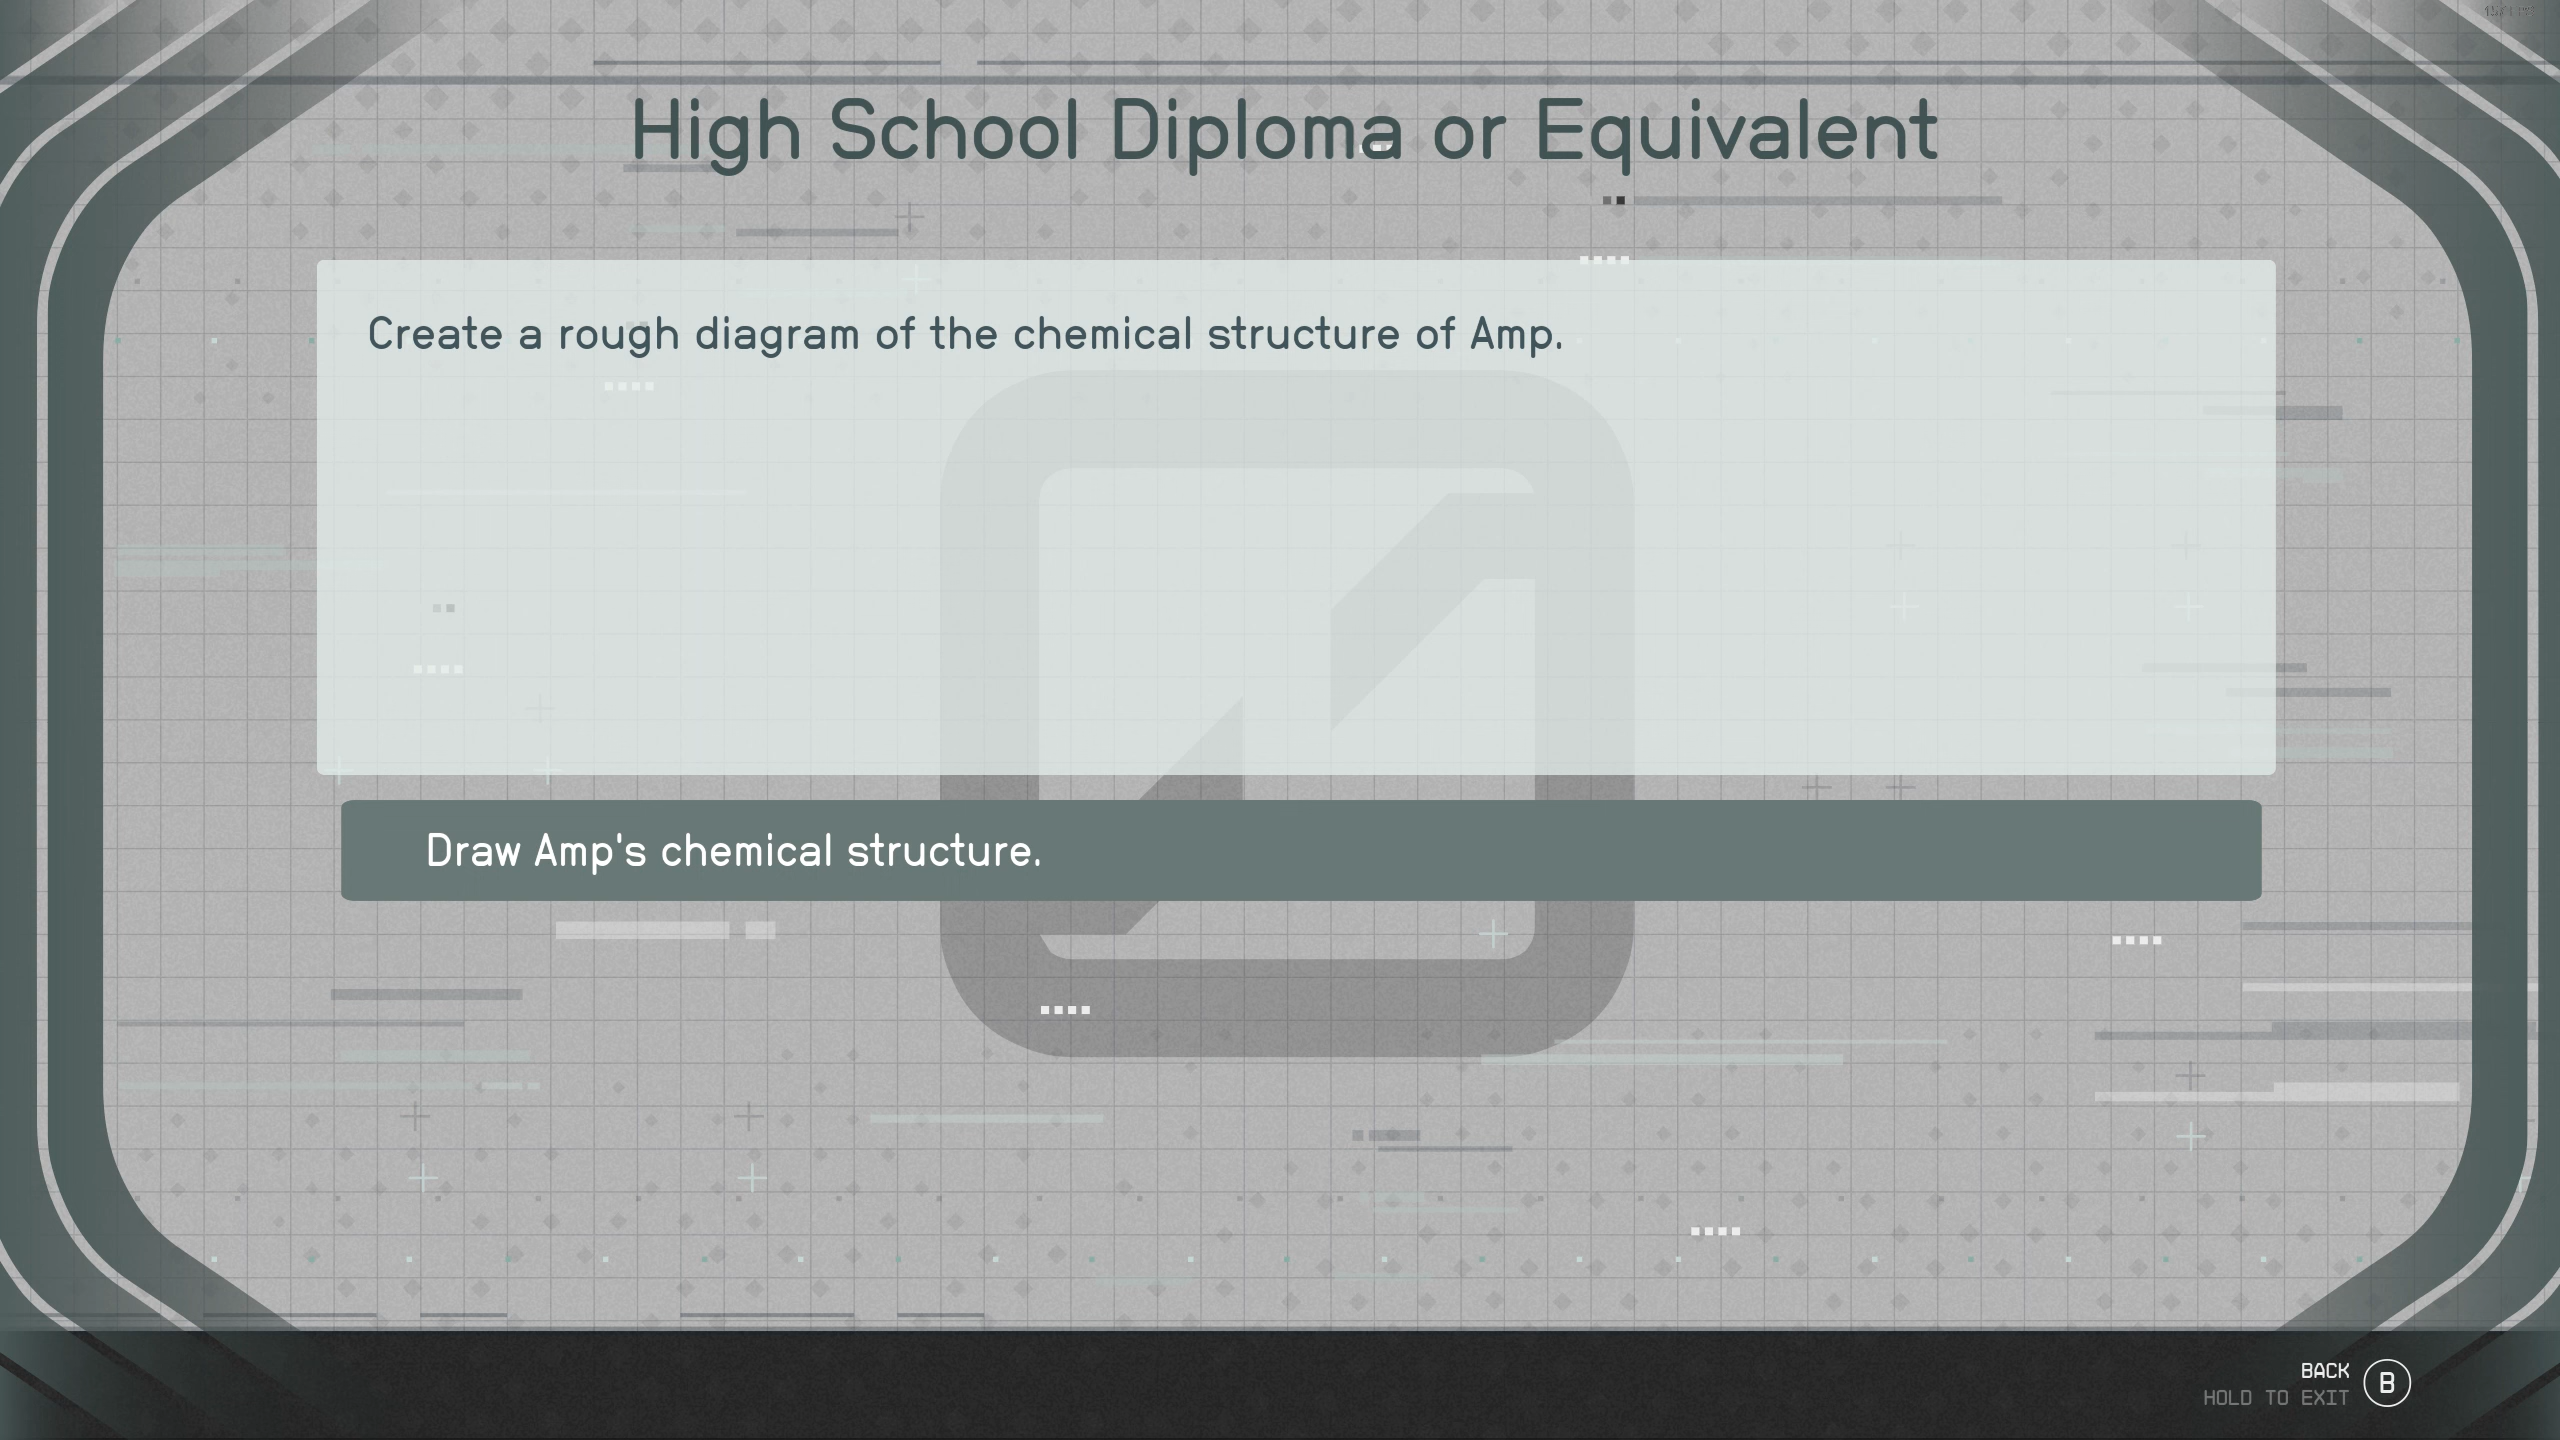 High School Diploma or Equivalent
Create a rough diagram of the chemical structure of Amp.
Draw Amp's chemical structure.
BACK
HOLD TO EXIT
B